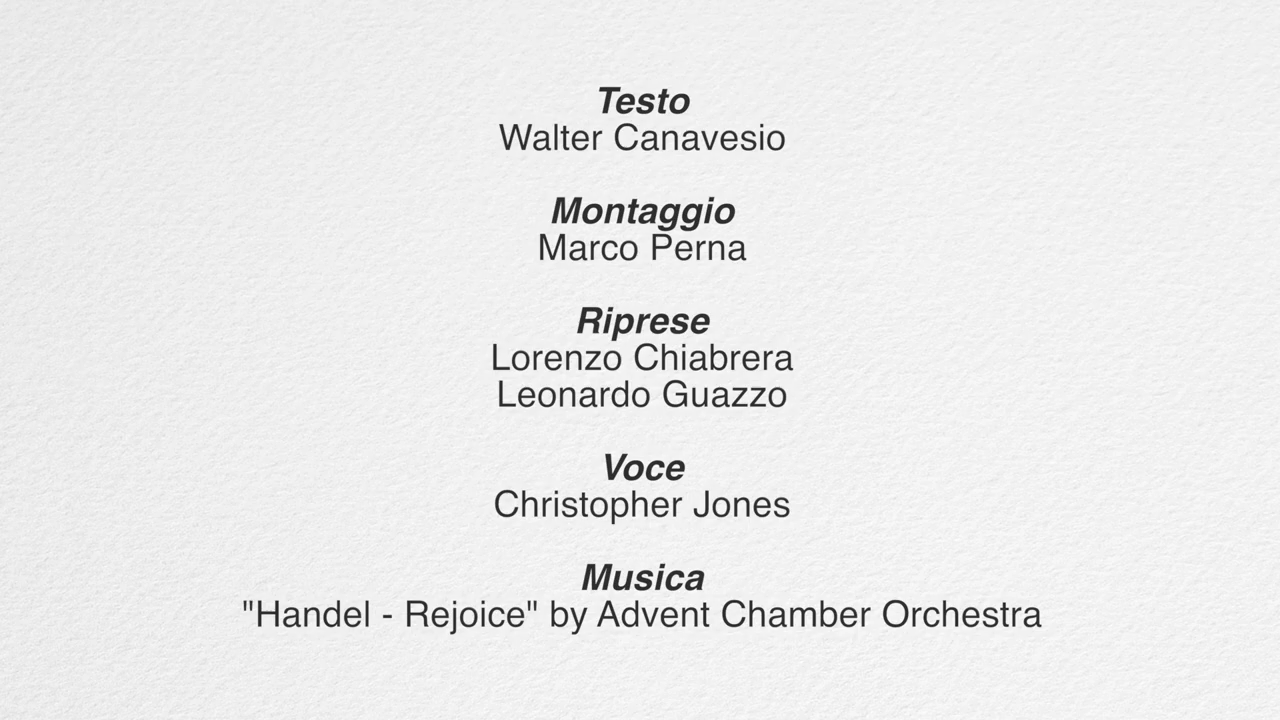 Testo
Walter Canavesio
Montaggio
Marco Perna
Riprese
Lorenzo Chiabrera
Leonardo Guazzo
Voce
Christopher Jones
Musica
"Handel - Rejoice" by Advent Chamber Orchestra